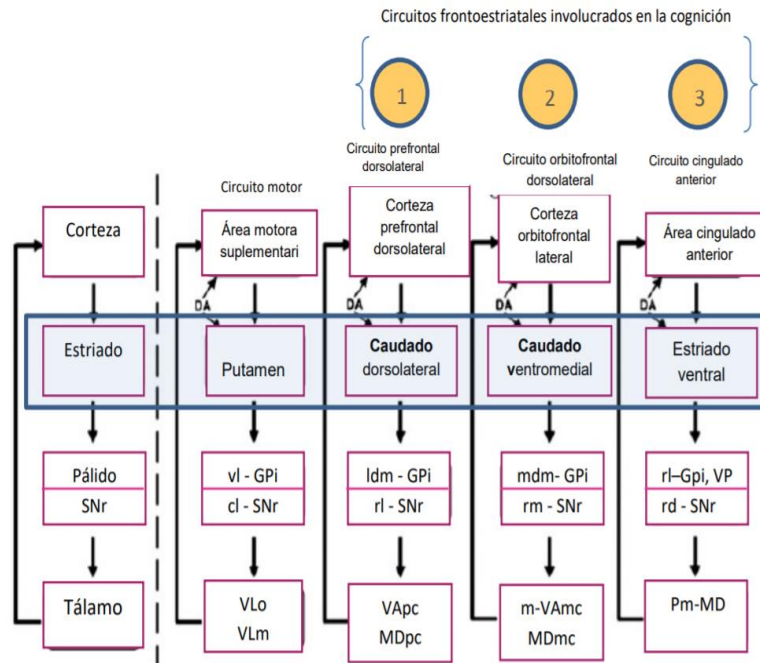 Circuitos frontoestriatales involucrados en la cognición
1
2
3
Circuito motor
Circuito prefrontal
dorsolateral
Circuito orbitofrontal
dorsolateral
Circuito cingulado
anterior
Corteza
Área motora
suplementari
Corteza
prefrontal
dorsolateral
Corteza
orbitofrontal
lateral
Área cingulado
anterior
DA
DA
DA
DA
Estriado
Putamen
Caudado
dorsolateral
Caudado
ventromedial
Estriado
ventral
Pálido
SNr
vl - GPi
cl - SNr
ldm - GPi
rl - SNr
mdm- GPi
rm - SNr
rl–Gpi, VP
rd - SNr
Tálamo
VLo
VLm
VApc
MDpc
m-VAmc
MDmc
Pm-MD